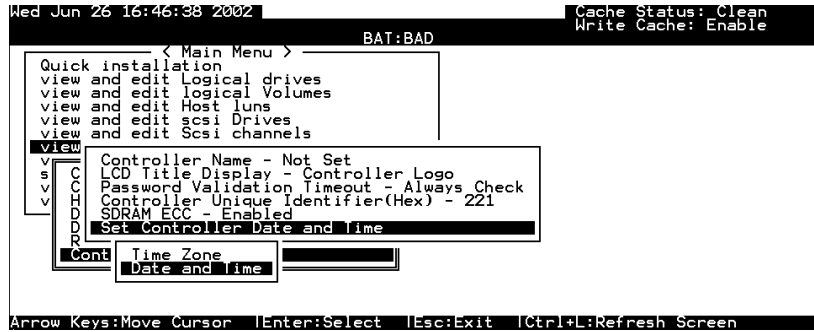 Wed Jun 26 16:46:38 2002 Cache Status: Clean
Write Cache: Enable
BAT:BAD
< Main Menu >
Quick installation
view and edit Logical drives
view and edit logical Volumes
view and edit Host luns
view and edit scsi Drives
view and edit Scsi channels
view
v
s C
v C
v H
D
D
R
Cont
Controller Name - Not Set
LCD Title Display - Controller Logo
Password Validation Timeout - Always Check
Controller Unique Identifier(Hex) - 221
SDRAM ECC - Enabled
Set Controller Date and Time
Time Zone
Date and Time
Arrow Keys:Move Cursor |Enter:Select |Esc:Exit |Ctrl+L:Refresh Screen